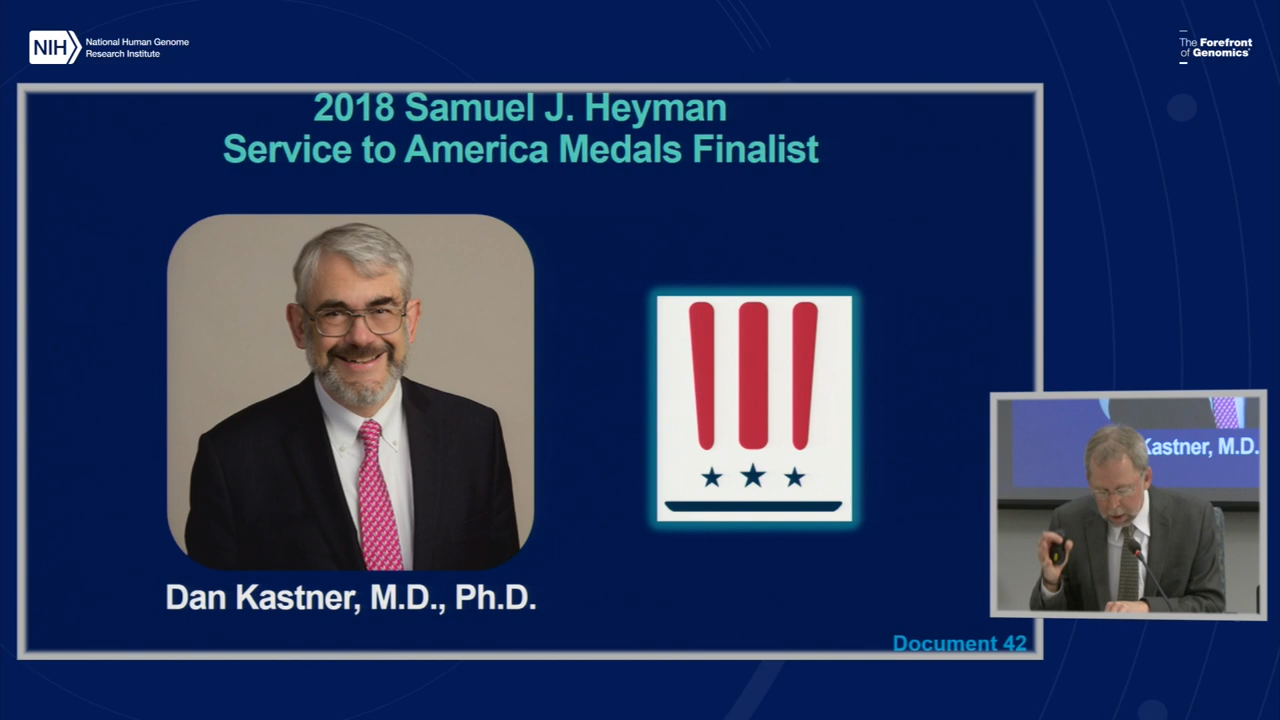 NIH
National Human Genome
Research Institute
The Forefront
of Genomics®
2018 Samuel J. Heyman
Service to America Medals Finalist
Dan Kastner, M.D., Ph.D.
Document 42
Kastner, M.D.